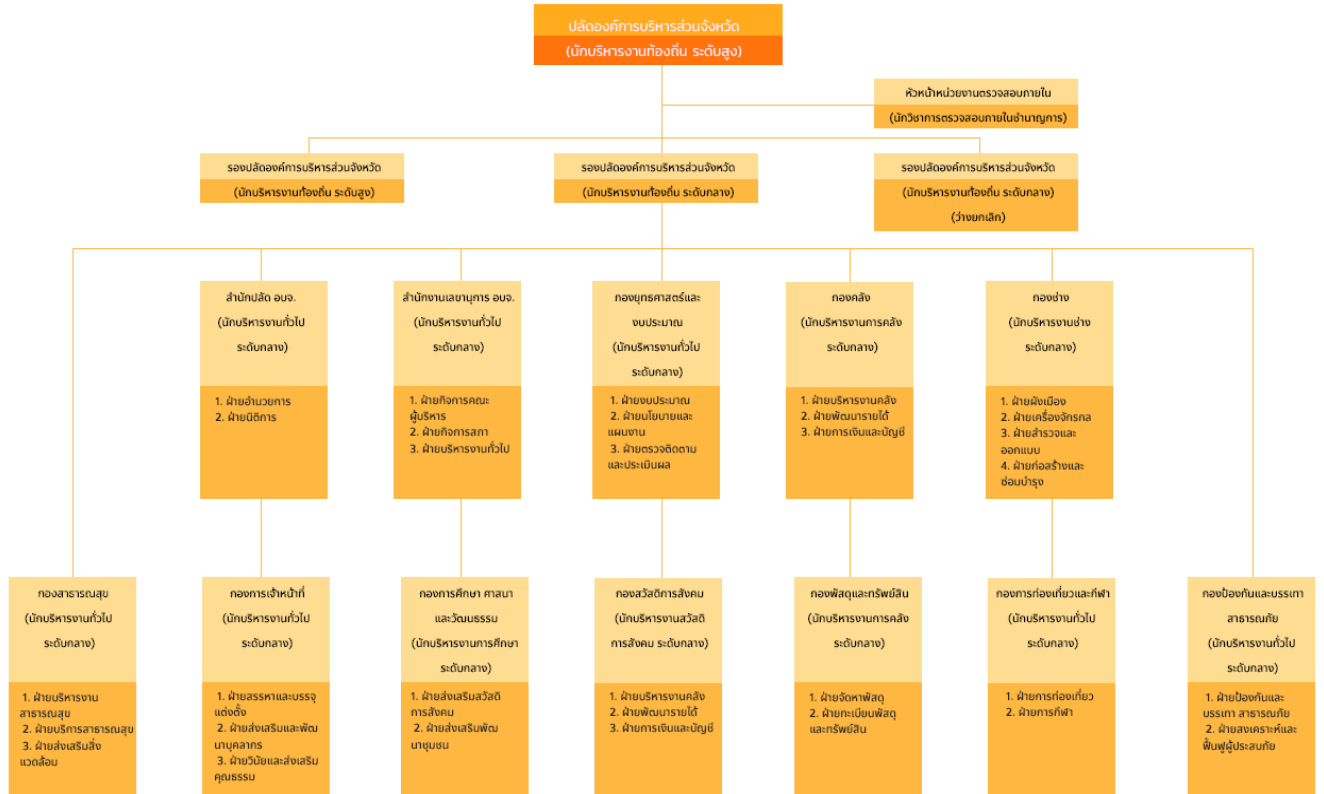 ปลัดองค์การบริหารส่วนจังหวัด
(นักบริหารงานท้องถิ่น ระดับสูง)
หัวหน้าหน่วยงานตรวจสอบภายใน
(นักวิชาการตรวจสอบภายในชำนาญการ)
รองปลัดองค์การบริหารส่วนจังหวัด
(นักบริหารงานท้องถิ่น ระดับสูง)
รองปลัดองค์การบริหารส่วนจังหวัด
(นักบริหารงานท้องถิ่น ระดับกลาง)
รองปลัดองค์การบริหารส่วนจังหวัด
(นักบริหารงานท้องถิ่น ระดับกลาง)
(ว่างยกเลิก)
สำนักปลัด อบจ.
(นักบริหารงานทั่วไป
ระดับกลาง)
1. ฝ่ายอำนวยการ
2. ฝ่ายนิติการ
สำนักงานเลขานุการ อบจ.
(นักบริหารงานทั่วไป
ระดับกลาง)
1. ฝ่ายกิจการคณะ
ผู้บริหาร
2. ฝ่ายกิจการสภา
3. ฝ่ายบริหารงานทั่วไป
กองยุทธศาสตร์และ
งบประมาณ
(นักบริหารงานทั่วไป
ระดับกลาง)
1. ฝ่ายงบประมาณ
2. ฝ่ายนโยบายและ
แผนงาน
3. ฝ่ายตรวจติดตาม
และประเมินผล
กองคลัง
(นักบริหารงานการคลัง
ระดับกลาง)
1. ฝ่ายบริหารงานคลัง
2. ฝ่ายพัฒนารายได้
3. ฝ่ายการเงินและบัญชี
กองช่าง
(นักบริหารงานช่าง
ระดับกลาง)
1. ฝ่ายผังเมือง
2. ฝ่ายเครื่องจักรกล
3. ฝ่ายสำรวจและ
ออกแบบ
4. ฝ่ายก่อสร้างและ
ซ่อมบำรุง
กองสาธารณสุข
(นักบริหารงานทั่วไป
ระดับกลาง)
1. ฝ่ายบริหารงาน
สาธารณสุข
2. ฝ่ายบริการสาธารณสุข
3. ฝ่ายส่งเสริมสิ่ง
แวดล้อม
กองการเจ้าหน้าที่
(นักบริหารงานทั่วไป
ระดับกลาง)
1. ฝ่ายสรรหาและบรรจุ
แต่งตั้ง
2. ฝ่ายส่งเสริมและพัฒ
นาบุคลากร
3. ฝ่ายวินัยและส่งเสริม
คุณธรรม
กองการศึกษา ศาสนา
และวัฒนธรรม
(นักบริหารงานการศึกษา
ระดับกลาง)
1. ฝ่ายส่งเสริมสวัสดิ
การสังคม
2. ฝ่ายส่งเสริมพัฒ
นาชุมชน
กองสวัสดิการสังคม
(นักบริหารงานสวัสดิ
การสังคม ระดับกลาง)
1. ฝ่ายบริหารงานคลัง
2. ฝ่ายพัฒนารายได้
3. ฝ่ายการเงินและบัญชี
กองพัสดุและทรัพย์สิน
(นักบริหารงานการคลัง
ระดับกลาง)
1. ฝ่ายจัดหาพัสดุ
2. ฝ่ายทะเบียนพัสดุ
และทรัพย์สิน
กองการท่องเที่ยวและกีฬา
(นักบริหารงานทั่วไป
ระดับกลาง)
1. ฝ่ายการท่องเที่ยว
2. ฝ่ายการกีฬา
กองป้องกันและบรรเทา
สาธารณภัย
(นักบริหารงานทั่วไป
ระดับกลาง)
1. ฝ่ายป้องกันและ
บรรเทา สาธารณภัย
2. ฝ่ายสงเคราะห์และ
ฟื้นฟูผู้ประสบภัย